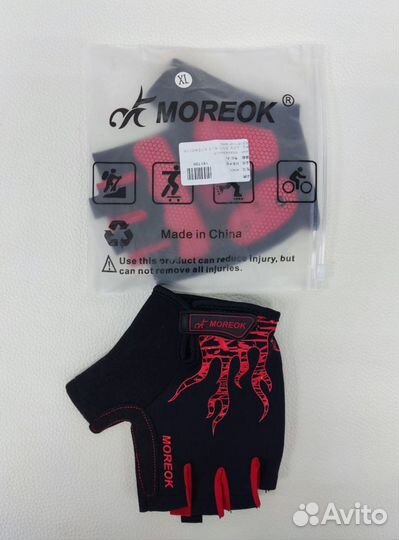 XL
MOREOK®
Made in China
Use this product can reduce injury, but
can not remove all injuries.
MOREOK
MOREOK
Avito